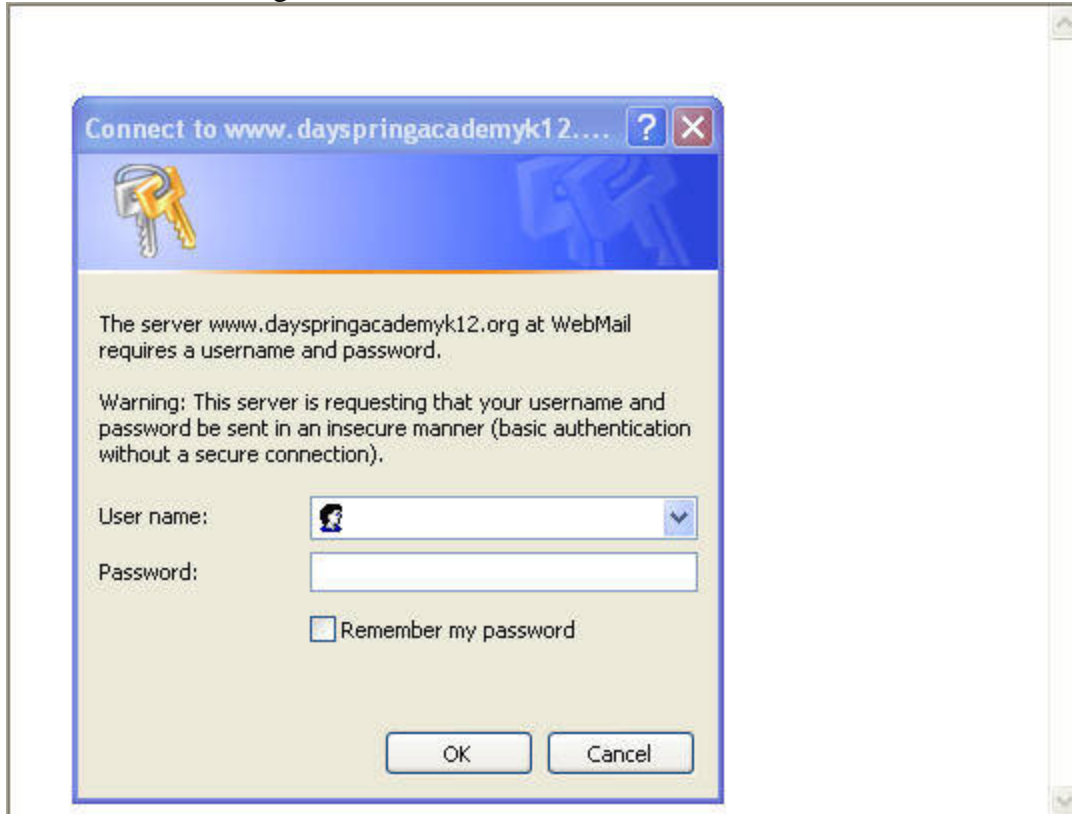 Connect to www.dayspringacademyk12....
The server www.dayspringacademyk12.org at WebMail
requires a username and password.
Warning: This server is requesting that your username and
password be sent in an insecure manner (basic authentication
without a secure connection).
User name:
Password:
Remember my password
OK Cancel